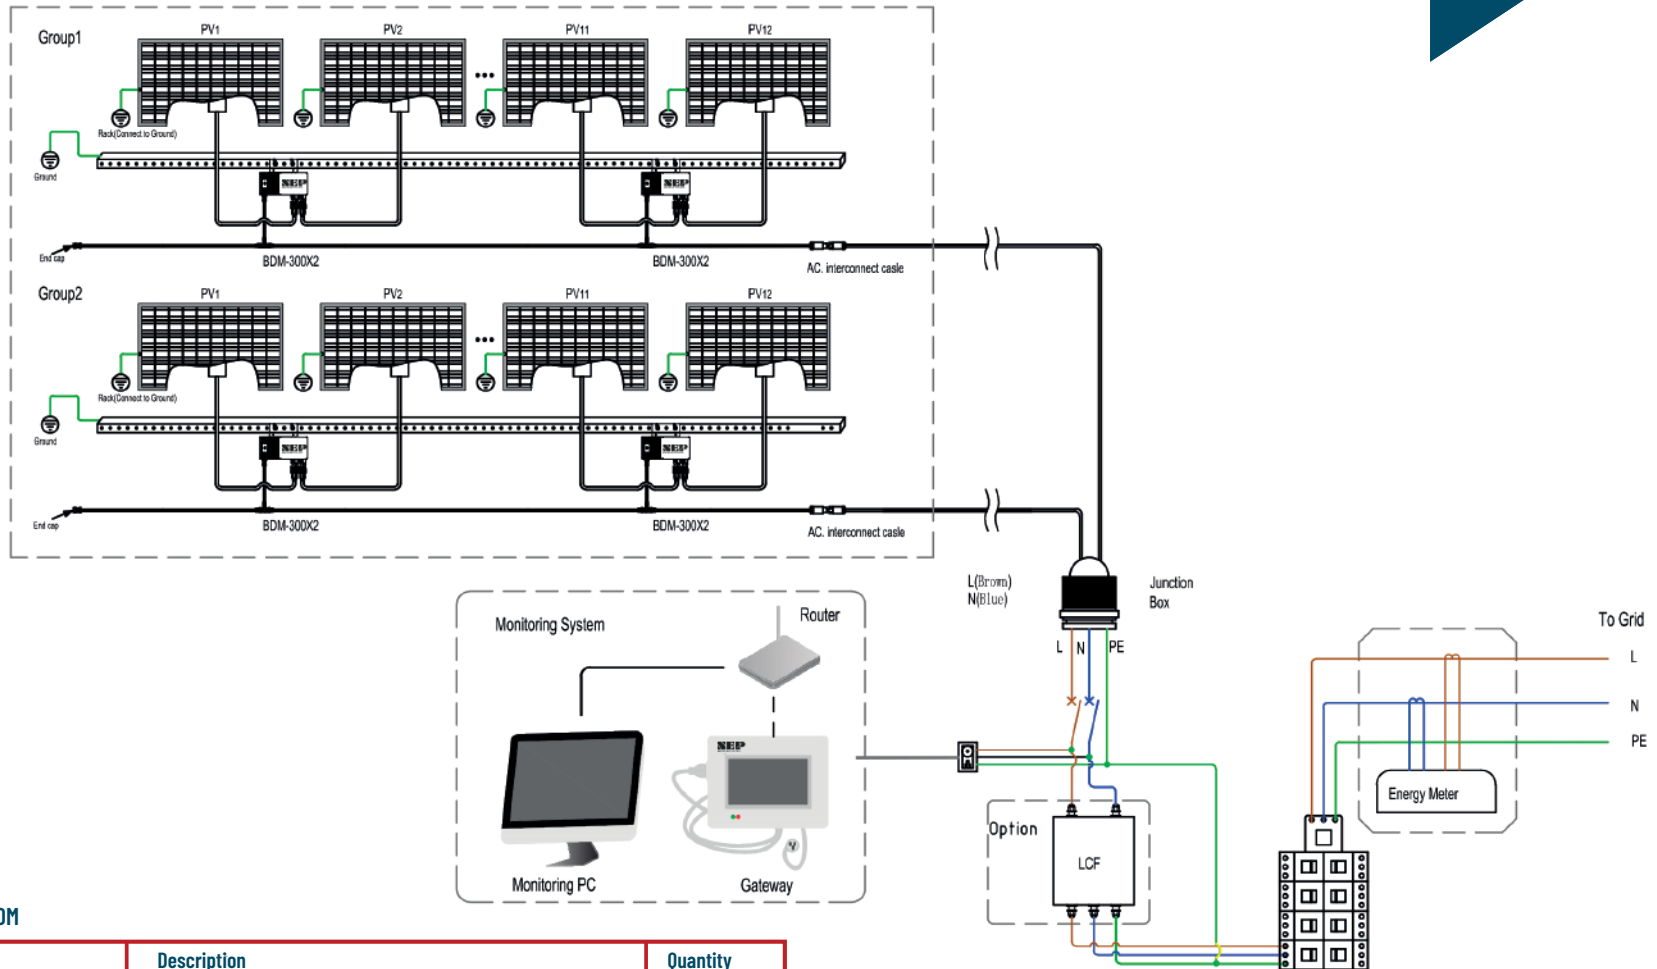 Group1
PV1
PV2
PV11
PV12
Rack(Connect to Ground)
Ground
NEP
NEP
End cap
BDM-300X2
BDM-300X2
AC. interconnect casle
Group2
PV1
PV2
PV11
PV12
Rack(Connect to Ground)
Ground
NEP
NEP
End cap
BDM-300X2
BDM-300X2
AC. interconnect casle
L(Brown)
N(Blue)
Junction
Box
L N PE
Monitoring System
Router
NEP
Monitoring PC
Gateway
Option
LCF
To Grid
L
N
PE
Energy Meter
OM
Description
Quantity